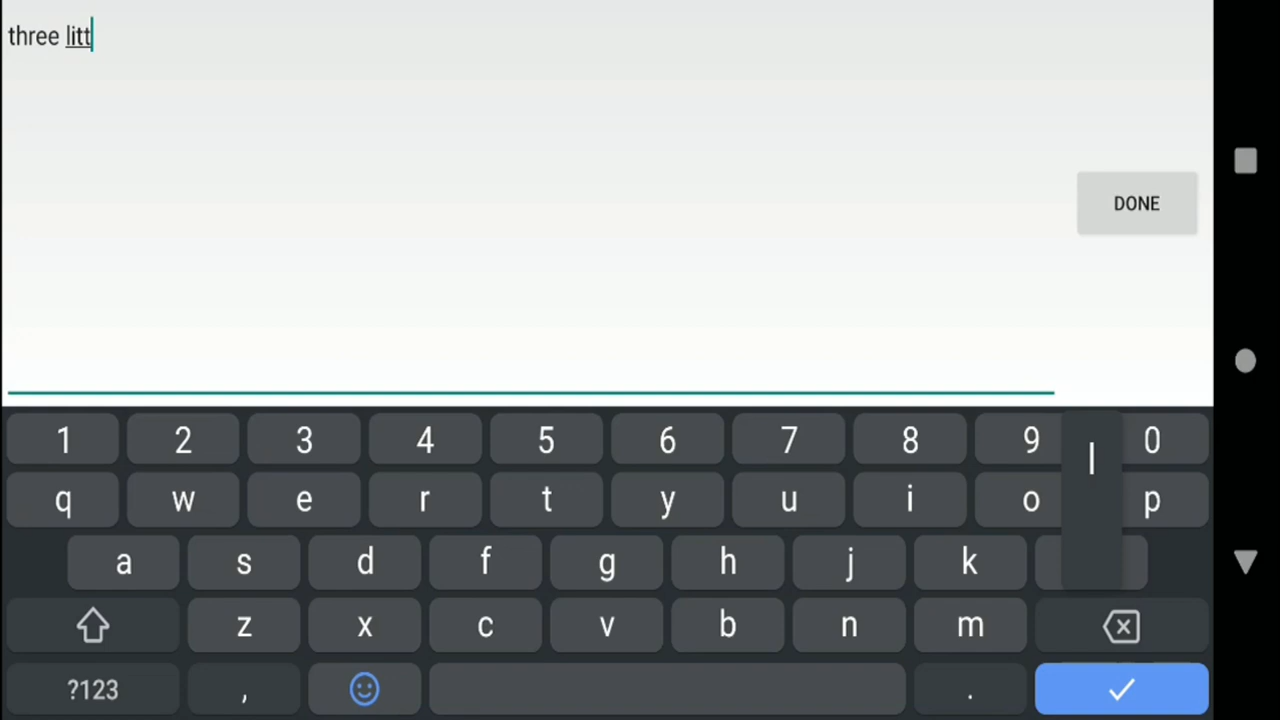 three litt
DONE
1 2 3 4 5 6 7 8 9 0
l
q w e r t y u i o p
a s d f g h j k
z x c v b n m
?123 , .